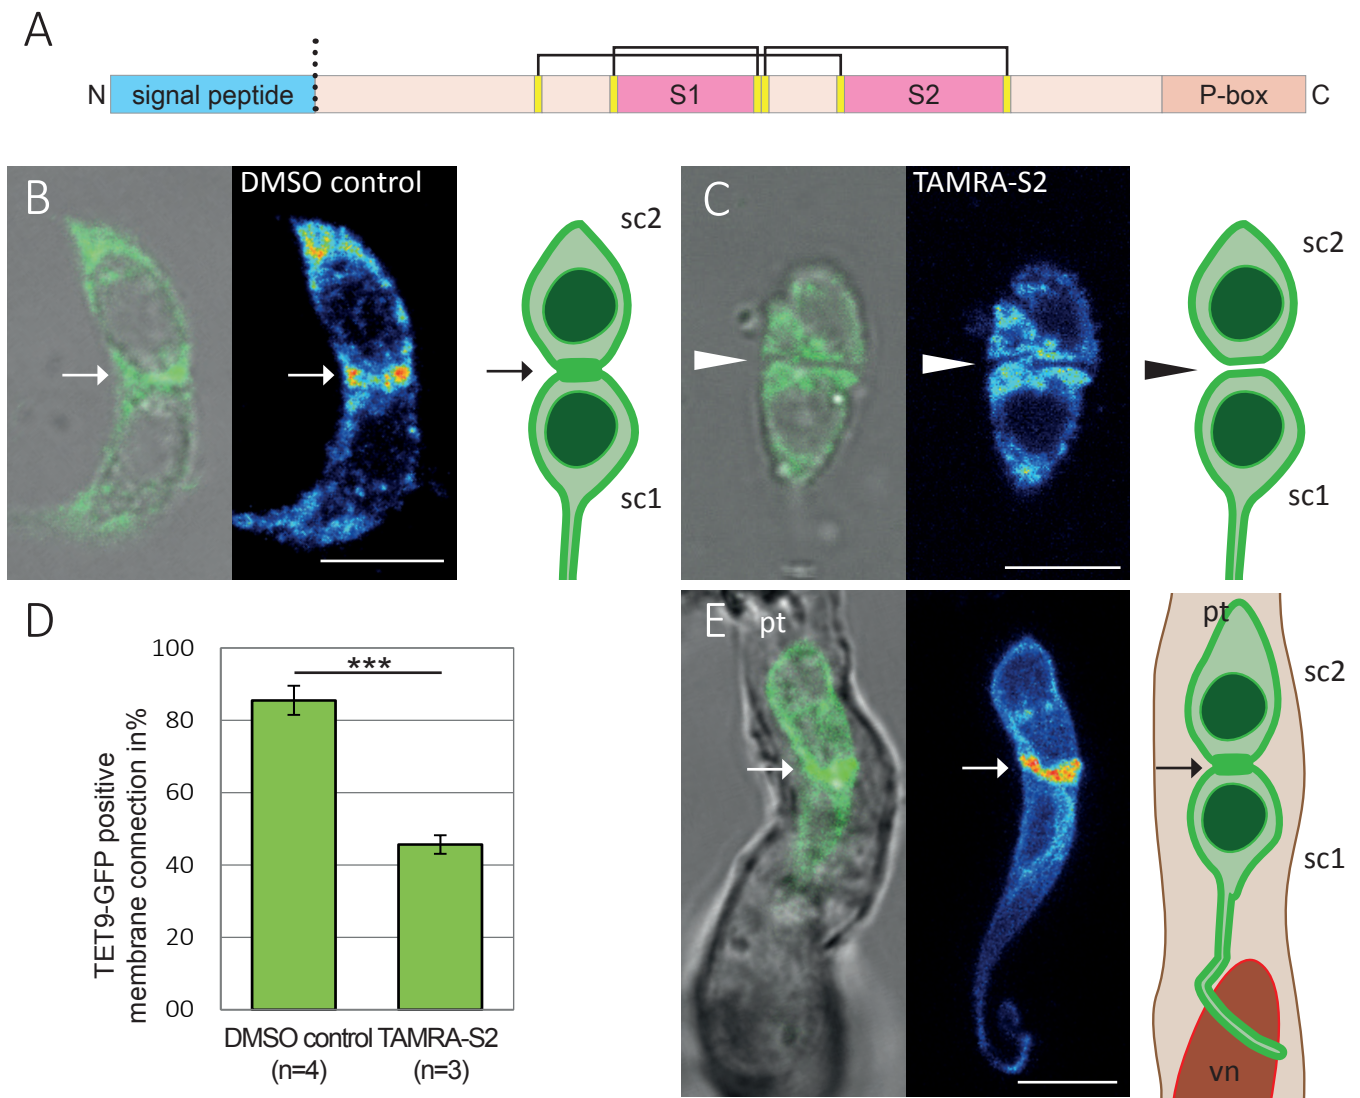 A
N signal peptide S1 S2 P-box C
B
DMSO control
sc2
sc1
C
TAMRA-S2
sc2
sc1
D
TET9-GFP positive
membrane connection in%
100
80
60
40
20
00
***
DMSO control TAMRA-S2
(n=4) (n=3)
E pt
pt
sc2
sc1
vn